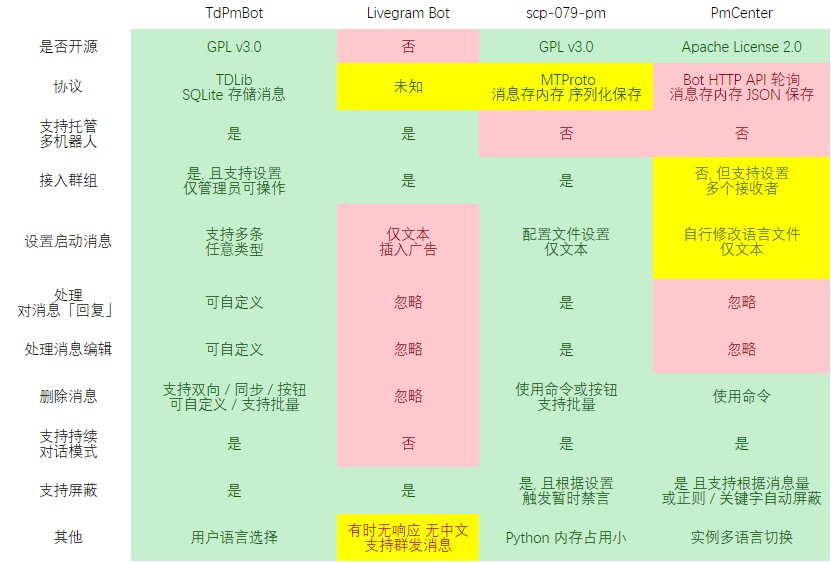 TdPmBot Livegram Bot scp-079-pm PmCenter
是否开源 GPL v3.0 否 GPL v3.0 Apache License 2.0
协议 TDLib
SQLite 存储消息 未知 MTProto
消息存内存 序列化保存 Bot HTTP API 轮询
消息存内存 JSON 保存
支持托管
多机器人 是 是 否 否
接入群组 是, 且支持设置
仅管理员可操作 是 是 否, 但支持设置
多个接收者
设置启动消息 支持多条
任意类型 仅文本
插入广告 配置文件设置
仅文本 自行修改语言文件
仅文本
处理
对消息「回复」 可自定义 忽略 是 忽略
处理消息编辑 可自定义 忽略 是 忽略
删除消息 支持双向 / 同步 / 按钮
可自定义 / 支持批量 忽略 使用命令或按钮
支持批量 使用命令
支持持续
对话模式 是 否 是 是
支持屏蔽 是 是 是, 且根据设置
触发暂时禁言 是 且支持根据消息量
或正则 / 关键字自动屏蔽
其他 用户语言选择 有时无响应 无中文
支持群发消息 Python 内存占用小 实例多语言切换